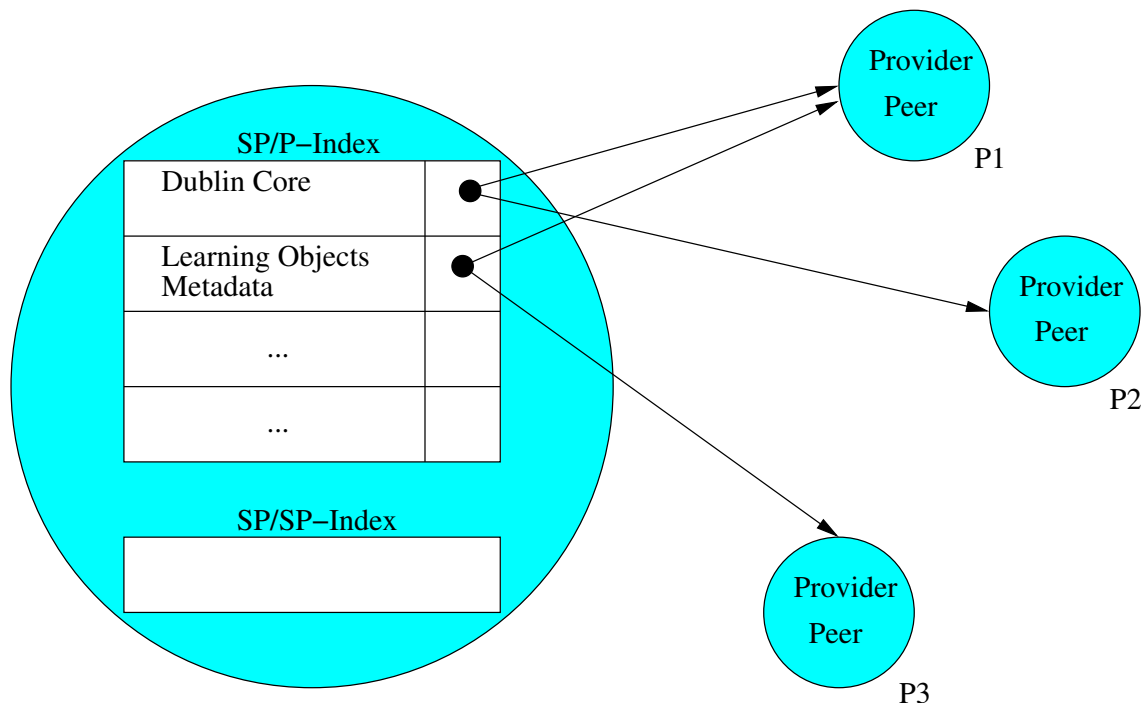 SP/P−Index
Dublin Core
Learning Objects
Metadata
...
...
SP/SP−Index
Provider
Peer
P1
Provider
Peer
P2
Provider
Peer
P3